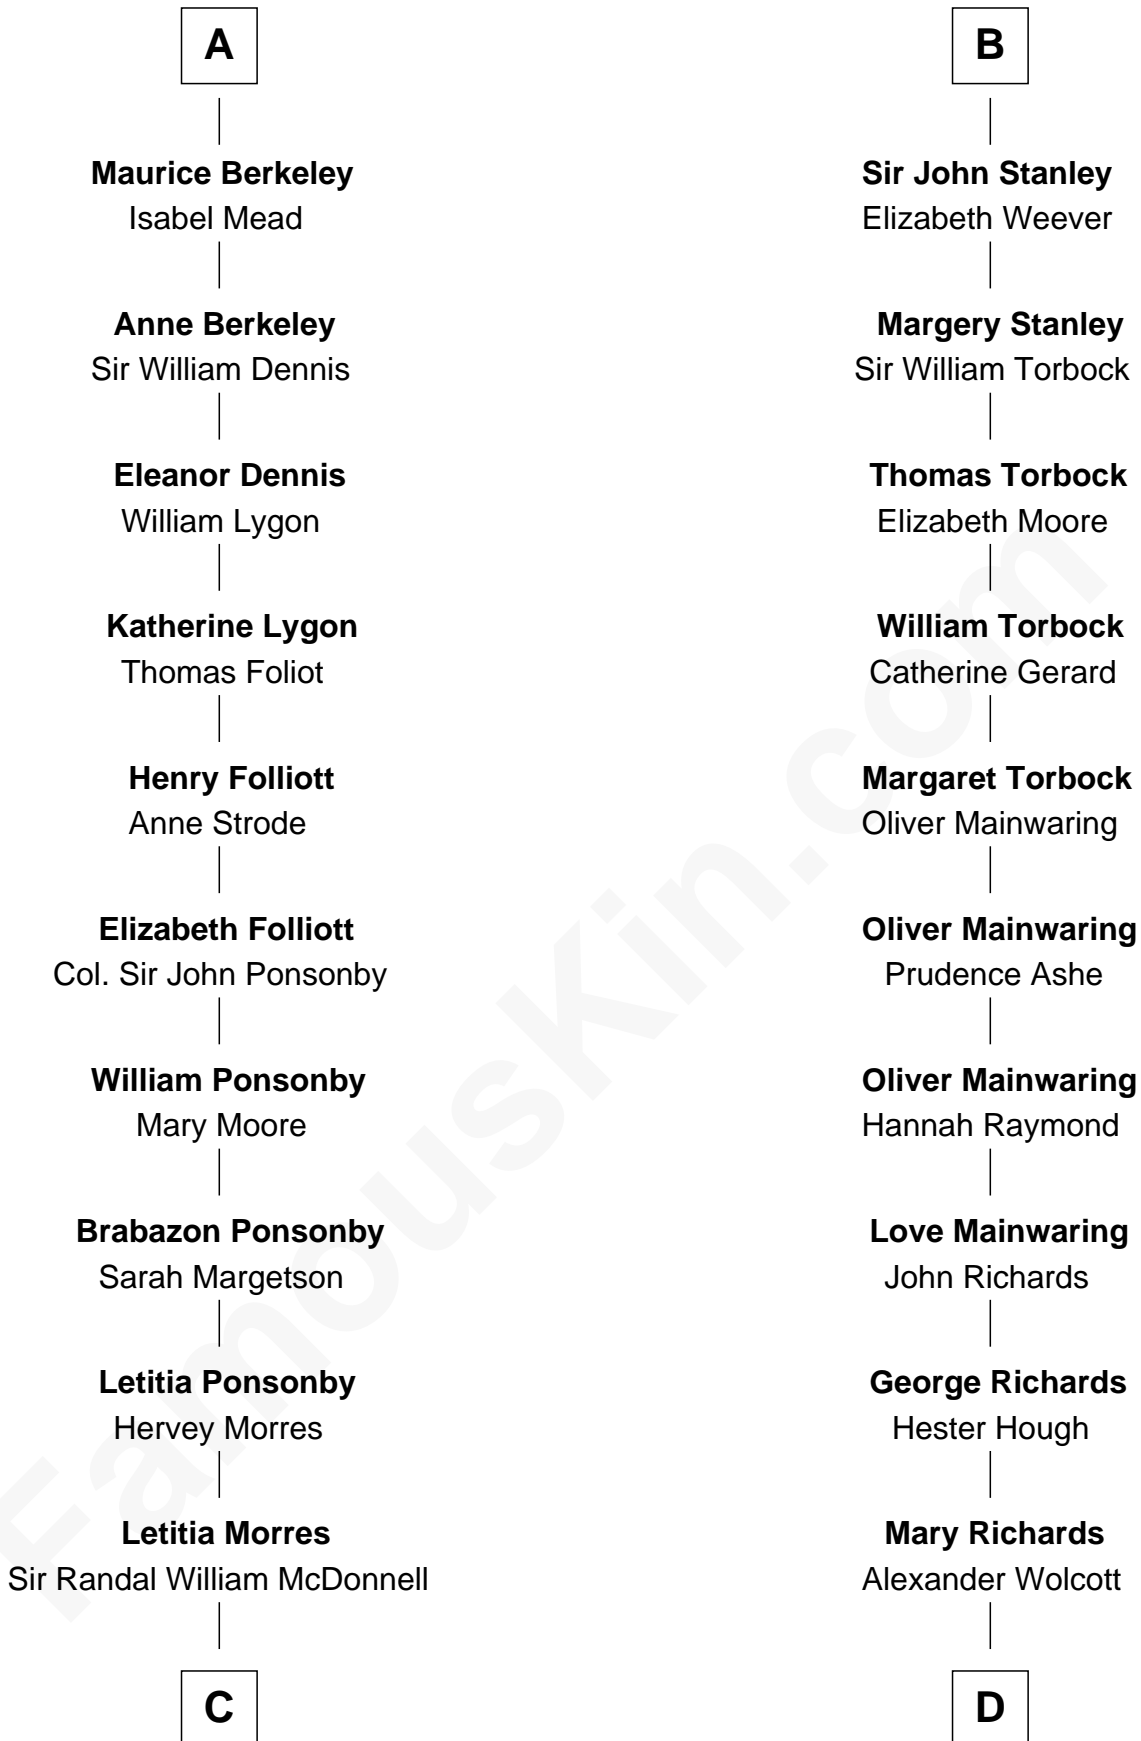 A
Maurice Berkeley
Isabel Mead
Anne Berkeley
Sir William Dennis
Eleanor Dennis
William Lygon
Katherine Lygon
Thomas Foliot
Henry Folliott
Anne Strode
Elizabeth Folliott
Col. Sir John Ponsonby
William Ponsonby
Mary Moore
Brabazon Ponsonby
Sarah Margetson
Letitia Ponsonby
Hervey Morres
Letitia Morres
Sir Randal William McDonnell
C
B
Sir John Stanley
Elizabeth Weever
Margery Stanley
Sir William Torbock
Thomas Torbock
Elizabeth Moore
William Torbock
Catherine Gerard
Margaret Torbock
Oliver Mainwaring
Oliver Mainwaring
Prudence Ashe
Oliver Mainwaring
Hannah Raymond
Love Mainwaring
John Richards
George Richards
Hester Hough
Mary Richards
Alexander Wolcott
D
FamousKin.com